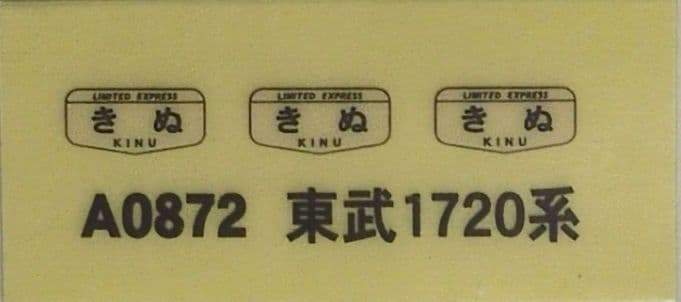 LIMITED EXPRESS LIMITED EXPRESS LIMITED EXPRESS
きぬ きぬ きぬ
KINU KINU KINU
A0872 東武1720系